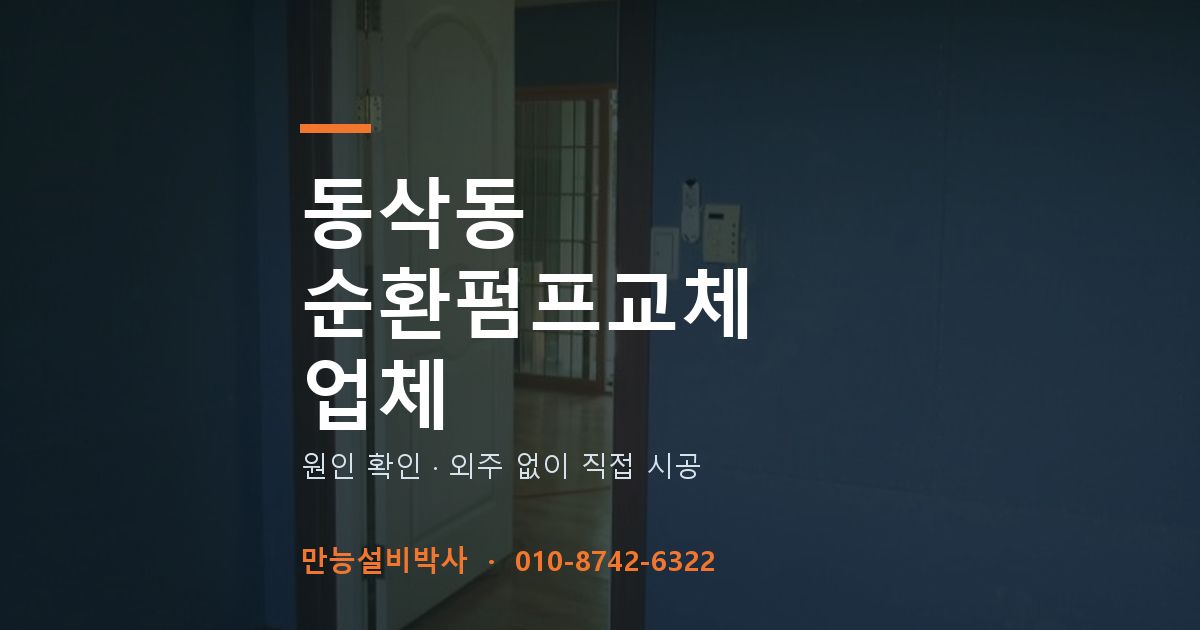 동삭동
순환펌프교체
업체
원인 확인 · 외주 없이 직접 시공
만능설비박사 · 010-8742-6322